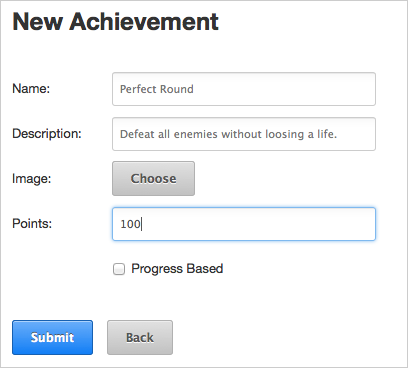 New Achievement
Name: Perfect Round
Description: Defeat all enemies without loosing a life.
Image: Choose
Points: 100
Progress Based
Submit Back